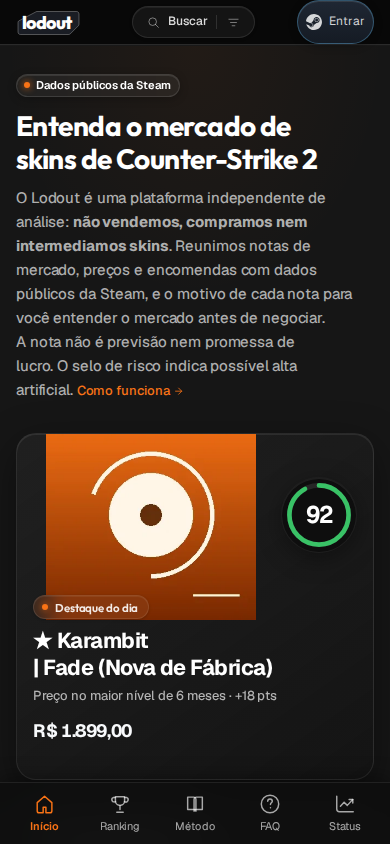 lodout
Buscar
Entrar
Dados públicos da Steam
Entenda o mercado de
skins de Counter-Strike 2
O Lodout é uma plataforma independente de
análise: não vendemos, compramos nem
intermediamos skins. Reunimos notas de
mercado, preços e encomendas com dados
públicos da Steam, e o motivo de cada nota para
você entender o mercado antes de negociar.
A nota não é previsão nem promessa de
lucro. O selo de risco indica possível alta
artificial. Como funciona →
92
Destaque do dia
★ Karambit
| Fade (Nova de Fábrica)
Preço no maior nível de 6 meses · +18 pts
R$ 1.899,00
Início
Ranking
Método
FAQ
Status